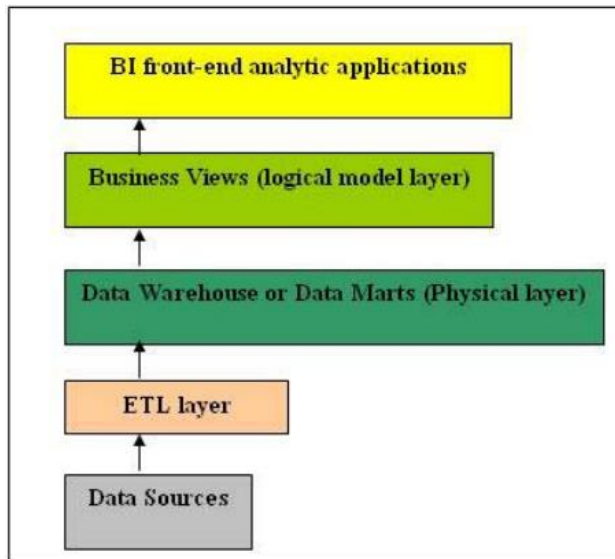 BI front-end analytic applications
Business Views (logical model layer)
Data Warehouse or Data Marts (Physical layer)
ETL layer
Data Sources